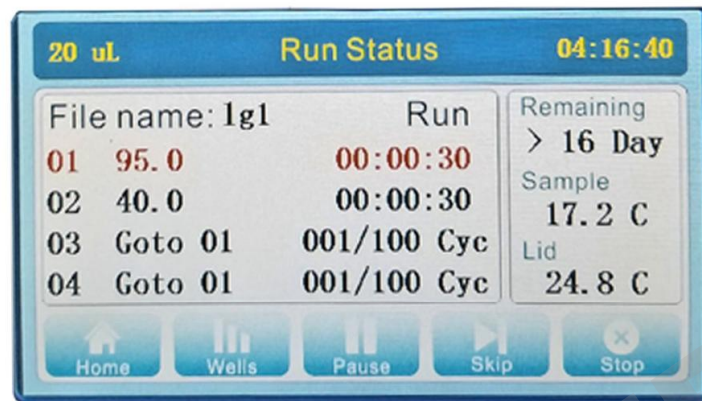 20 uL Run Status 04:16:40
File name: 1g1 Run
01 95.0 00:00:30
02 40.0 00:00:30
03 Goto 01 001/100 Cyc
04 Goto 01 001/100 Cyc
Remaining
> 16 Day
Sample
17.2 C
Lid
24.8 C
Home Wells Pause Skip Stop